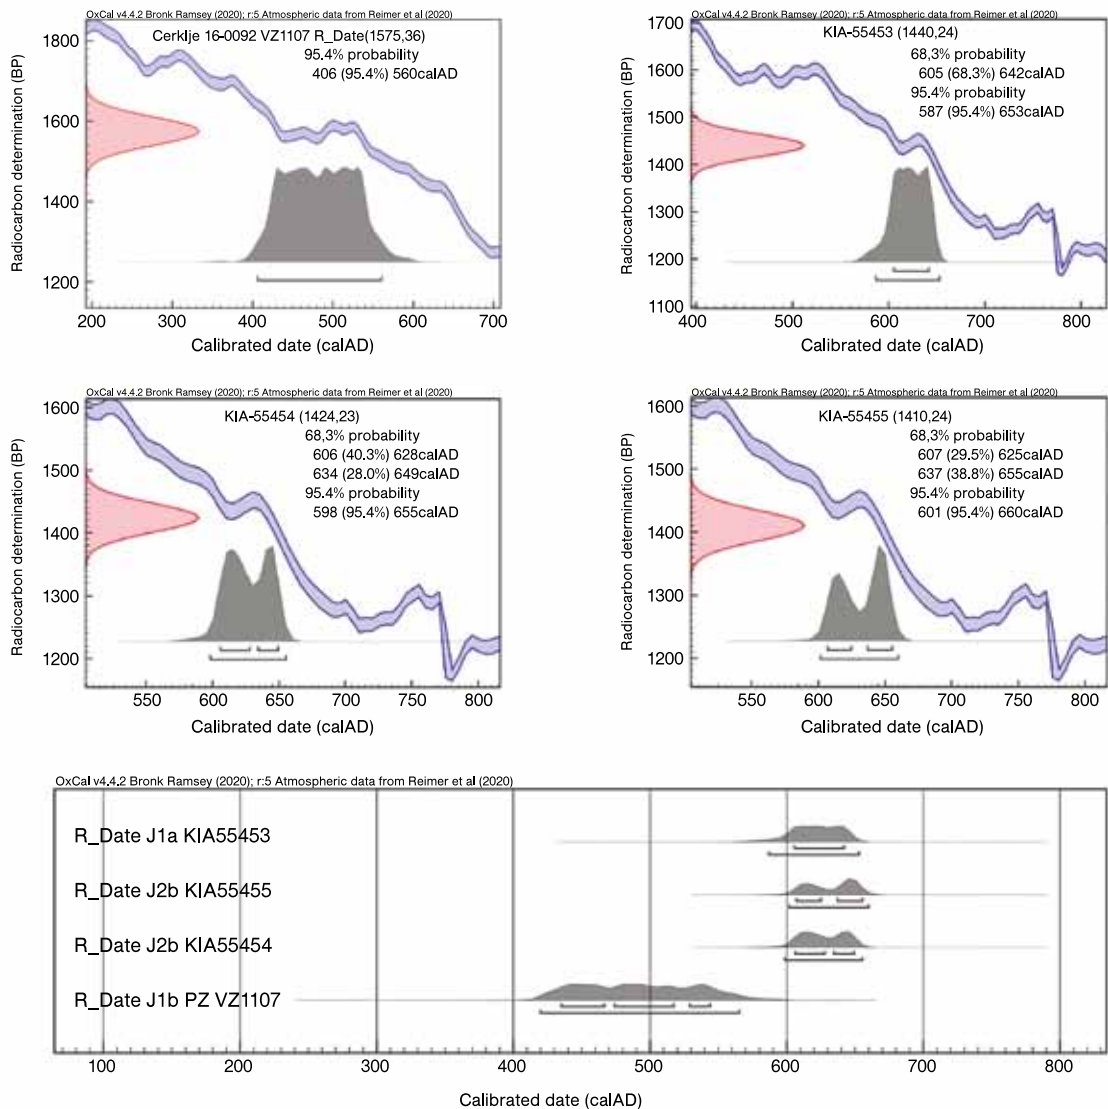 OxCal v4.4.2 Bronk Ramsey (2020); r:5 Atmospheric data from Reimer et al (2020)
Cerklje 16-0092 VZ1107 R_Date(1575,36)
95.4% probability
406 (95.4%) 560calAD
Radiocarbon determination (BP)
1800
1600
1400
1200
200
300
400
500
600
700
Calibrated date (calAD)
OxCal v4.4.2 Bronk Ramsey (2020); r:5 Atmospheric data from Reimer et al (2020)
KIA-55453 (1440,24)
68,3% probability
605 (68.3%) 642calAD
95.4% probability
587 (95.4%) 653calAD
Radiocarbon determination (BP)
1700
1600
1500
1400
1300
1200
1100
400
500
600
700
800
Calibrated date (calAD)
OxCal v4.4.2 Bronk Ramsey (2020); r:5 Atmospheric data from Reimer et al (2020)
KIA-55454 (1424,23)
68,3% probability
606 (40.3%) 628calAD
634 (28.0%) 649calAD
95.4% probability
598 (95.4%) 655calAD
Radiocarbon determination (BP)
1600
1500
1400
1300
1200
550
600
650
700
750
800
Calibrated date (calAD)
OxCal v4.4.2 Bronk Ramsey (2020); r:5 Atmospheric data from Reimer et al (2020)
KIA-55455 (1410,24)
68,3% probability
607 (29.5%) 625calAD
637 (38.8%) 655calAD
95.4% probability
601 (95.4%) 660calAD
Radiocarbon determination (BP)
1600
1500
1400
1300
1200
550
600
650
700
750
800
Calibrated date (calAD)
OxCal v4.4.2 Bronk Ramsey (2020); r:5 Atmospheric data from Reimer et al (2020)
R_Date J1a KIA55453
R_Date J2b KIA55455
R_Date J2b KIA55454
R_Date J1b PZ VZ1107
100
200
300
400
500
600
700
800
Calibrated date (calAD)